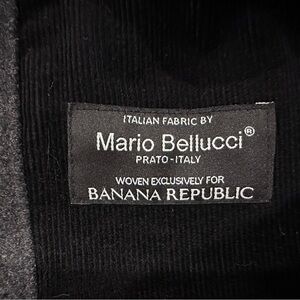 ITALIAN FABRIC BY
Mario Bellucci®
PRATO-ITALY
WOVEN EXCLUSIVELY FOR
BANANA REPUBLIC